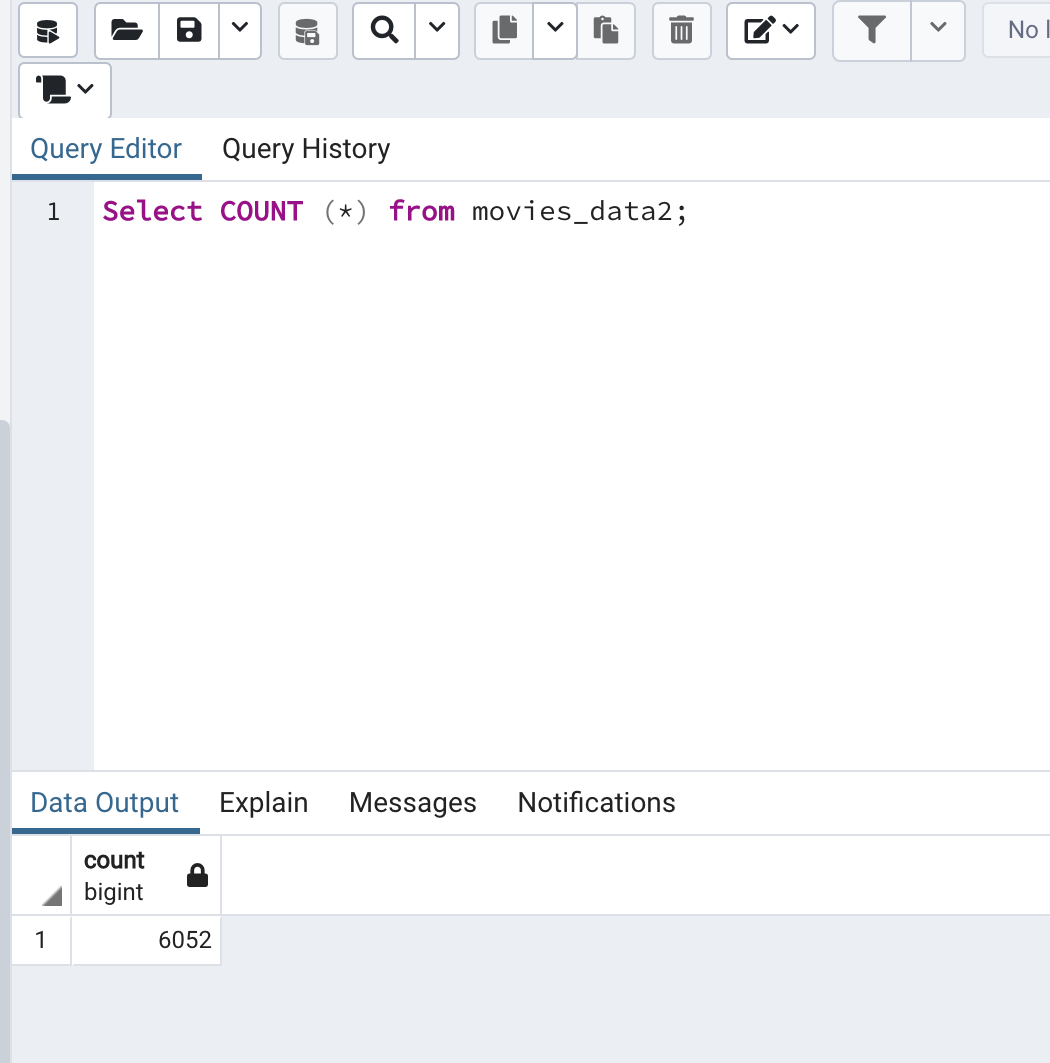 No
Query Editor Query History
1 Select COUNT (*) from movies_data2;
Data Output Explain Messages Notifications
count
bigint
1 6052